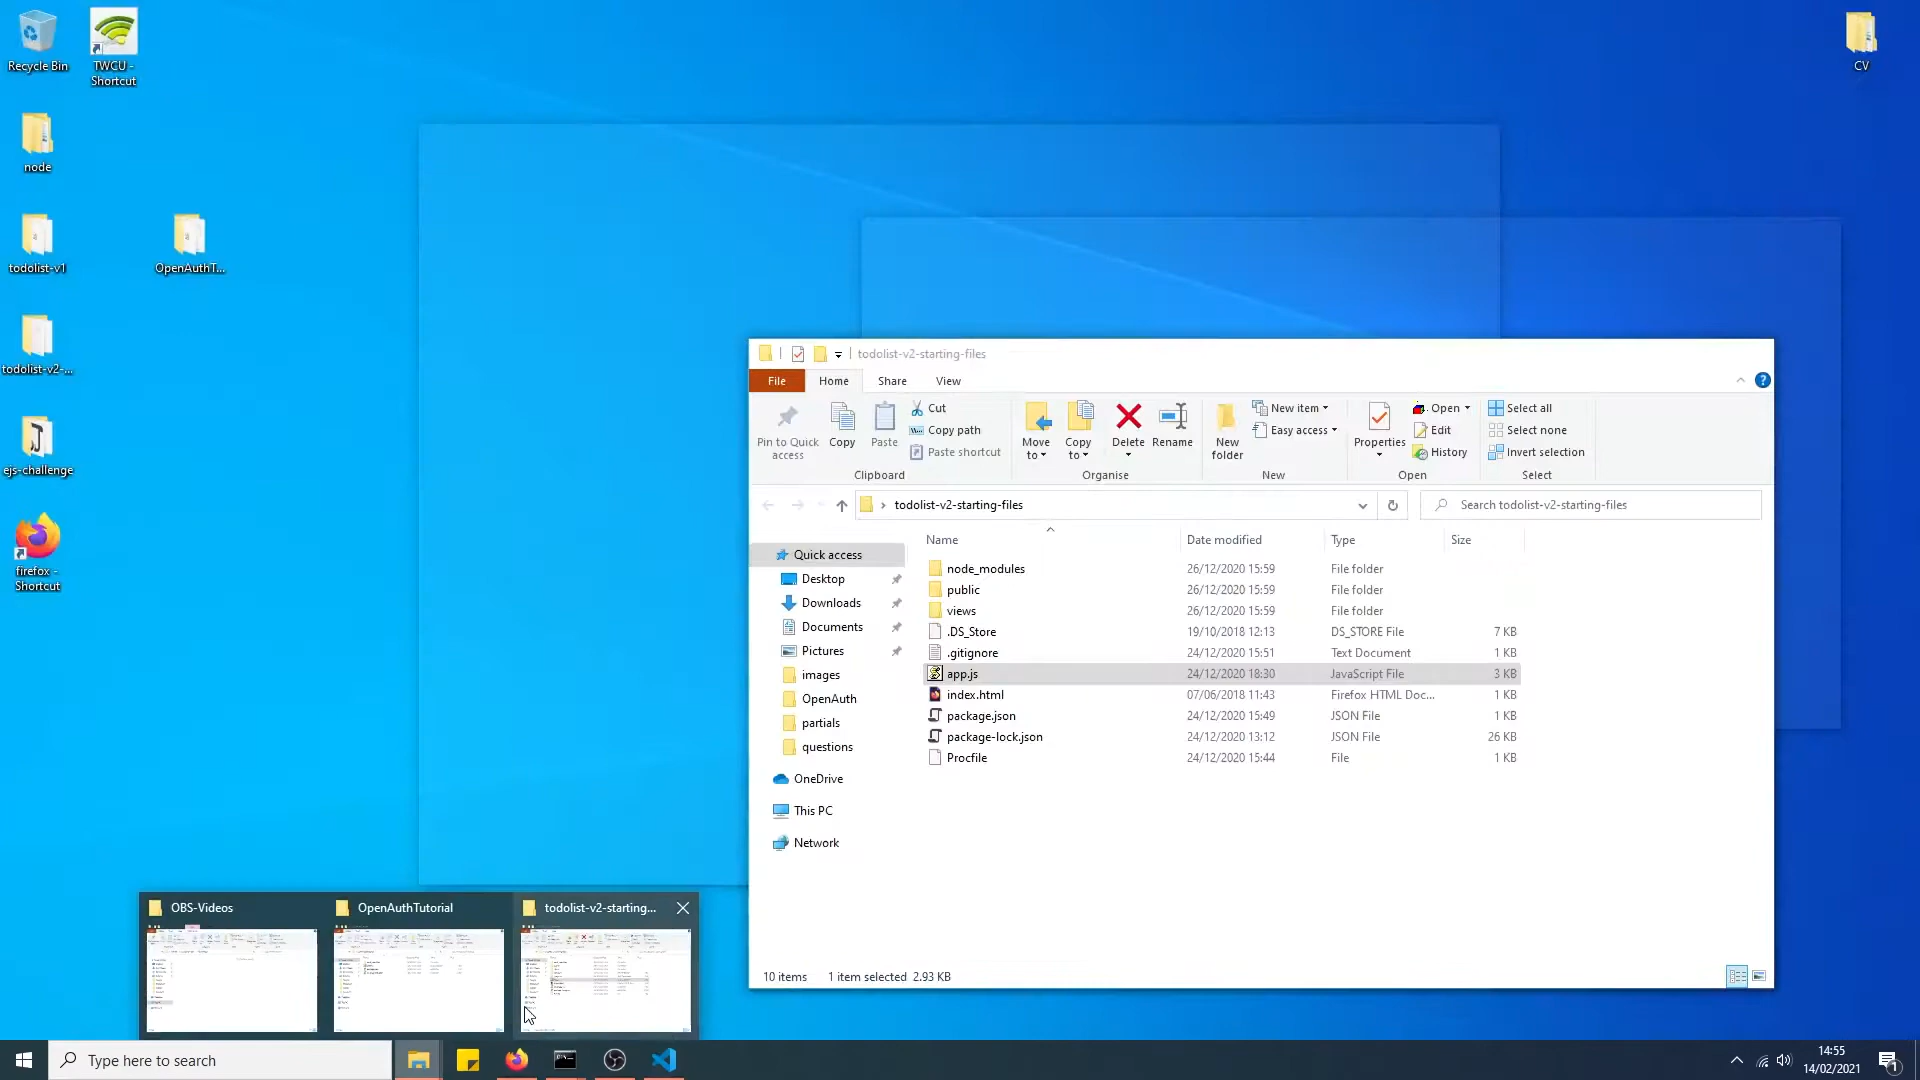 Recycle Bin
TWCU -
Shortcut
node
todolist-v1
OpenAuthT...
todolist-v2-...
ejs-challenge
firefox -
Shortcut
CV
todolist-v2-starting-files
File Home Share View
Pin to Quick
access
Copy
Paste
Cut
Copy path
Paste shortcut
Clipboard
Move
to
Copy
to
Delete
Rename
Organise
New
folder
New item
Easy access
New
Properties
Open
Edit
History
Open
Select all
Select none
Invert selection
Select
todolist-v2-starting-files
Search todolist-v2-starting-files
Quick access
Desktop
Downloads
Documents
Pictures
images
OpenAuth
partials
questions
OneDrive
This PC
Network
Name Date modified Type Size
node_modules 26/12/2020 15:59 File folder
public 26/12/2020 15:59 File folder
views 26/12/2020 15:59 File folder
.DS_Store 19/10/2018 12:13 DS_STORE File 7 KB
.gitignore 24/12/2020 15:51 Text Document 1 KB
app.js 24/12/2020 18:30 JavaScript File 3 KB
index.html 07/06/2018 11:43 Firefox HTML Doc... 1 KB
package.json 24/12/2020 15:49 JSON File 1 KB
package-lock.json 24/12/2020 13:12 JSON File 26 KB
Procfile 24/12/2020 15:44 File 1 KB
10 items 1 item selected 2.93 KB
OBS-Videos
OpenAuthTutorial
todolist-v2-starting...
Type here to search
14:55
14/02/2021
1